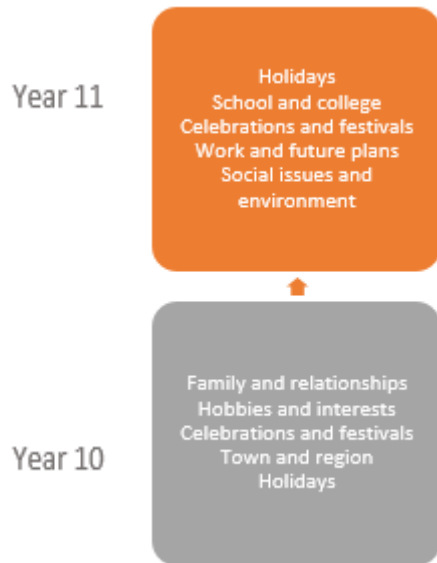 Year 11
Holidays
School and college
Celebrations and festivals
Work and future plans
Social issues and
environment
Year 10
Family and relationships
Hobbies and interests
Celebrations and festivals
Town and region
Holidays